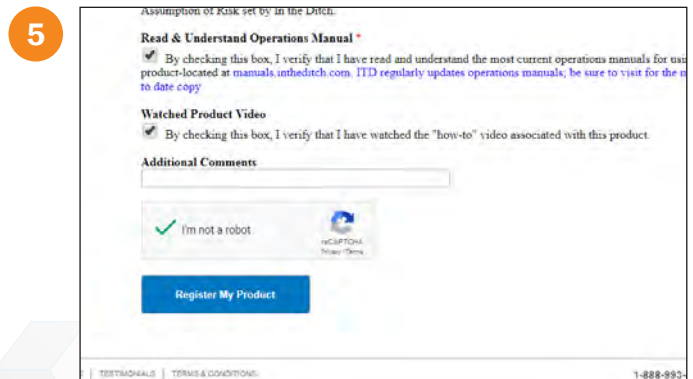 5
Assumption of Risk set by In the Ditch.
Read & Understand Operations Manual *
By checking this box, I verify that I have read and understand the most current operations manuals for
product-located at manuals.intheditch.com. ITD regularly updates operations manuals; be sure to visit for the
to date copy
Watched Product Video
By checking this box, I verify that I have watched the "how-to" video associated with this product.
Additional Comments
I'm not a robot
reCAPTCHA
Privacy - Terms
Register My Product
| TESTIMONIALS | TERMS & CONDITIONS
1-888-993-